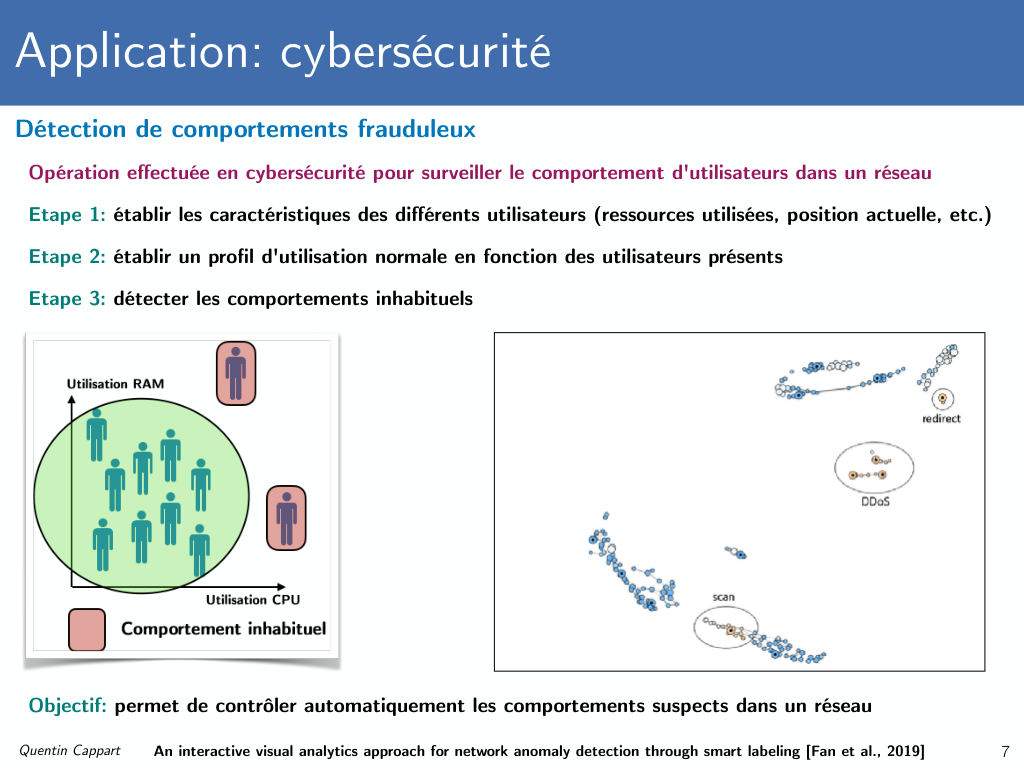 Application: cybersécurité
Détection de comportements frauduleux
Opération effectuée en cybersécurité pour surveiller le comportement d'utilisateurs dans un réseau
Etape 1: établir les caractéristiques des différents utilisateurs (ressources utilisées, position actuelle, etc.)
Etape 2: établir un profil d'utilisation normale en fonction des utilisateurs présents
Etape 3: détecter les comportements inhabituels
Utilisation RAM
Utilisation CPU
Comportement inhabituel
redirect
DDoS
scan
Objectif: permet de contrôler automatiquement les comportements suspects dans un réseau
Quentin Cappart
An interactive visual analytics approach for network anomaly detection through smart labeling [Fan et al., 2019]
7